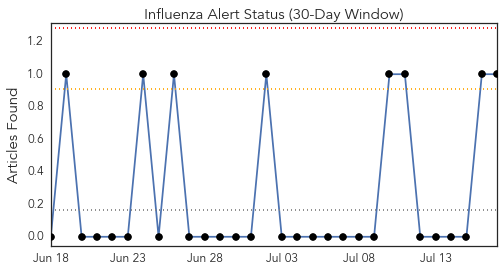 Influenza Alert Status (30-Day Window)
1.2
1.0
0.8
0.6
0.4
0.2
0.0
Articles Found
Jun 18 Jun 23 Jun 28 Jul 03 Jul 08 Jul 13